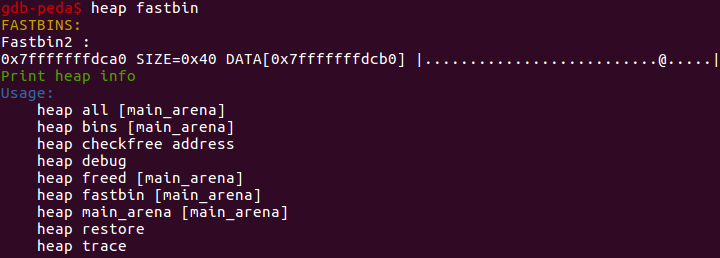 gdb-peda$ heap fastbin
FASTBINS:
Fastbin2 :
0x7fffffffdca0 SIZE=0x40 DATA[0x7fffffffdcb0] |..........................@.....|
Print heap info
Usage:
    heap all [main_arena]
    heap bins [main_arena]
    heap checkfree address
    heap debug
    heap freed [main_arena]
    heap fastbin [main_arena]
    heap main_arena [main_arena]
    heap restore
    heap trace